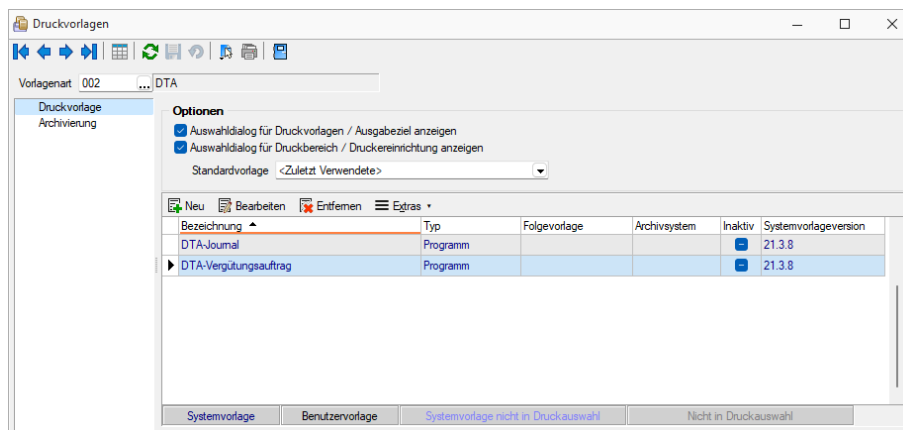 Druckvorlagen
Vorlagenart 002 ... DTA
Druckvorlage
Archivierung
Optionen
Auswahldialog für Druckvorlagen / Ausgabeziel anzeigen
Auswahldialog für Druckbereich / Druckereinrichtung anzeigen
Standardvorlage <Zuletzt Verwendete>
Neu Bearbeiten Entfernen Extras
Bezeichnung Typ Folgevorlage Archivsystem Inaktiv Systemvorlageversion
DTA-Journal Programm 21.3.8
DTA-Vergütungsauftrag Programm 21.3.8
Systemvorlage Benutzervorlage Systemvorlage nicht in Druckauswahl Nicht in Druckauswahl